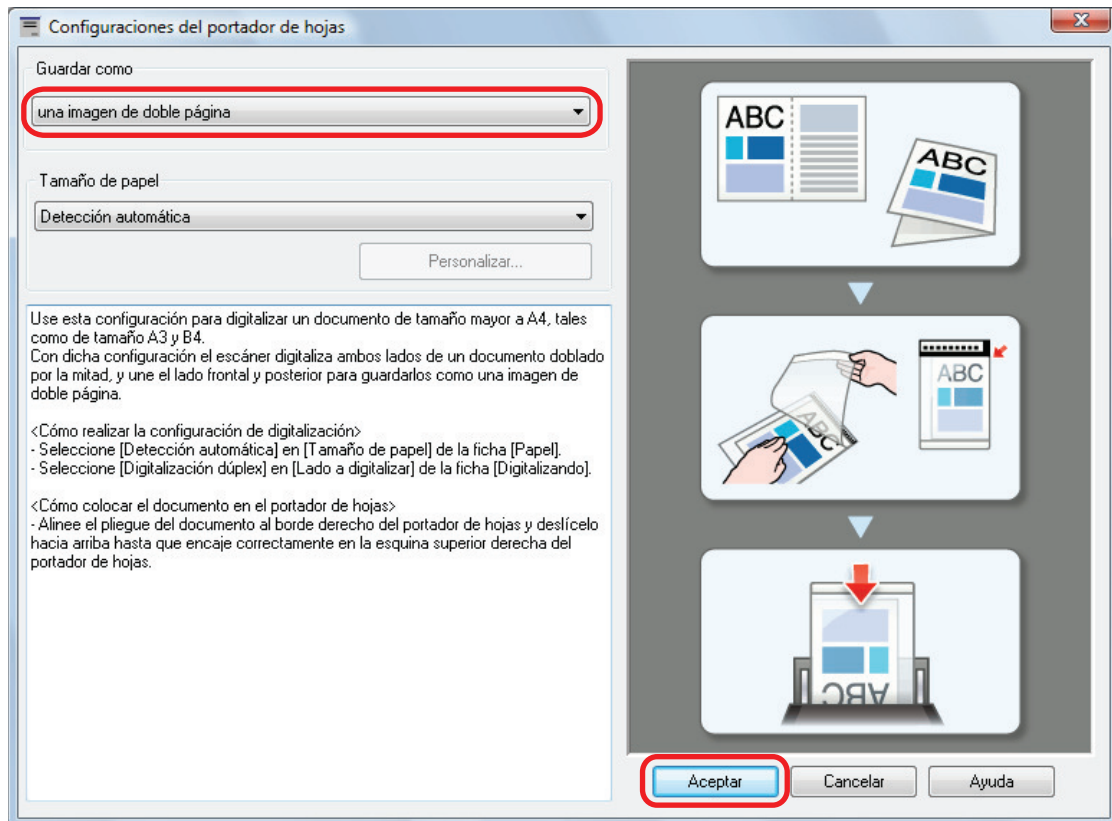 Configuraciones del portador de hojas
Guardar como
una imagen de doble página
Tamaño de papel
Detección automática
Personalizar...
Use esta configuración para digitalizar un documento de tamaño mayor a A4, tales
como de tamaño A3 y B4.
Con dicha configuración el escáner digitaliza ambos lados de un documento doblado
por la mitad, y une el lado frontal y posterior para guardarlos como una imagen de
doble página.
<Cómo realizar la configuración de digitalización>
- Seleccione [Detección automática] en [Tamaño de papel] de la ficha [Papel].
- Seleccione [Digitalización dúplex] en [Lado a digitalizar] de la ficha [Digitalizando].
<Cómo colocar el documento en el portador de hojas>
- Alinee el pliegue del documento al borde derecho del portador de hojas y deslícelo
hacia arriba hasta que encaje correctamente en la esquina superior derecha del
portador de hojas.
ABC
ABC
ABC
ABC
ABC
Aceptar
Cancelar
Ayuda